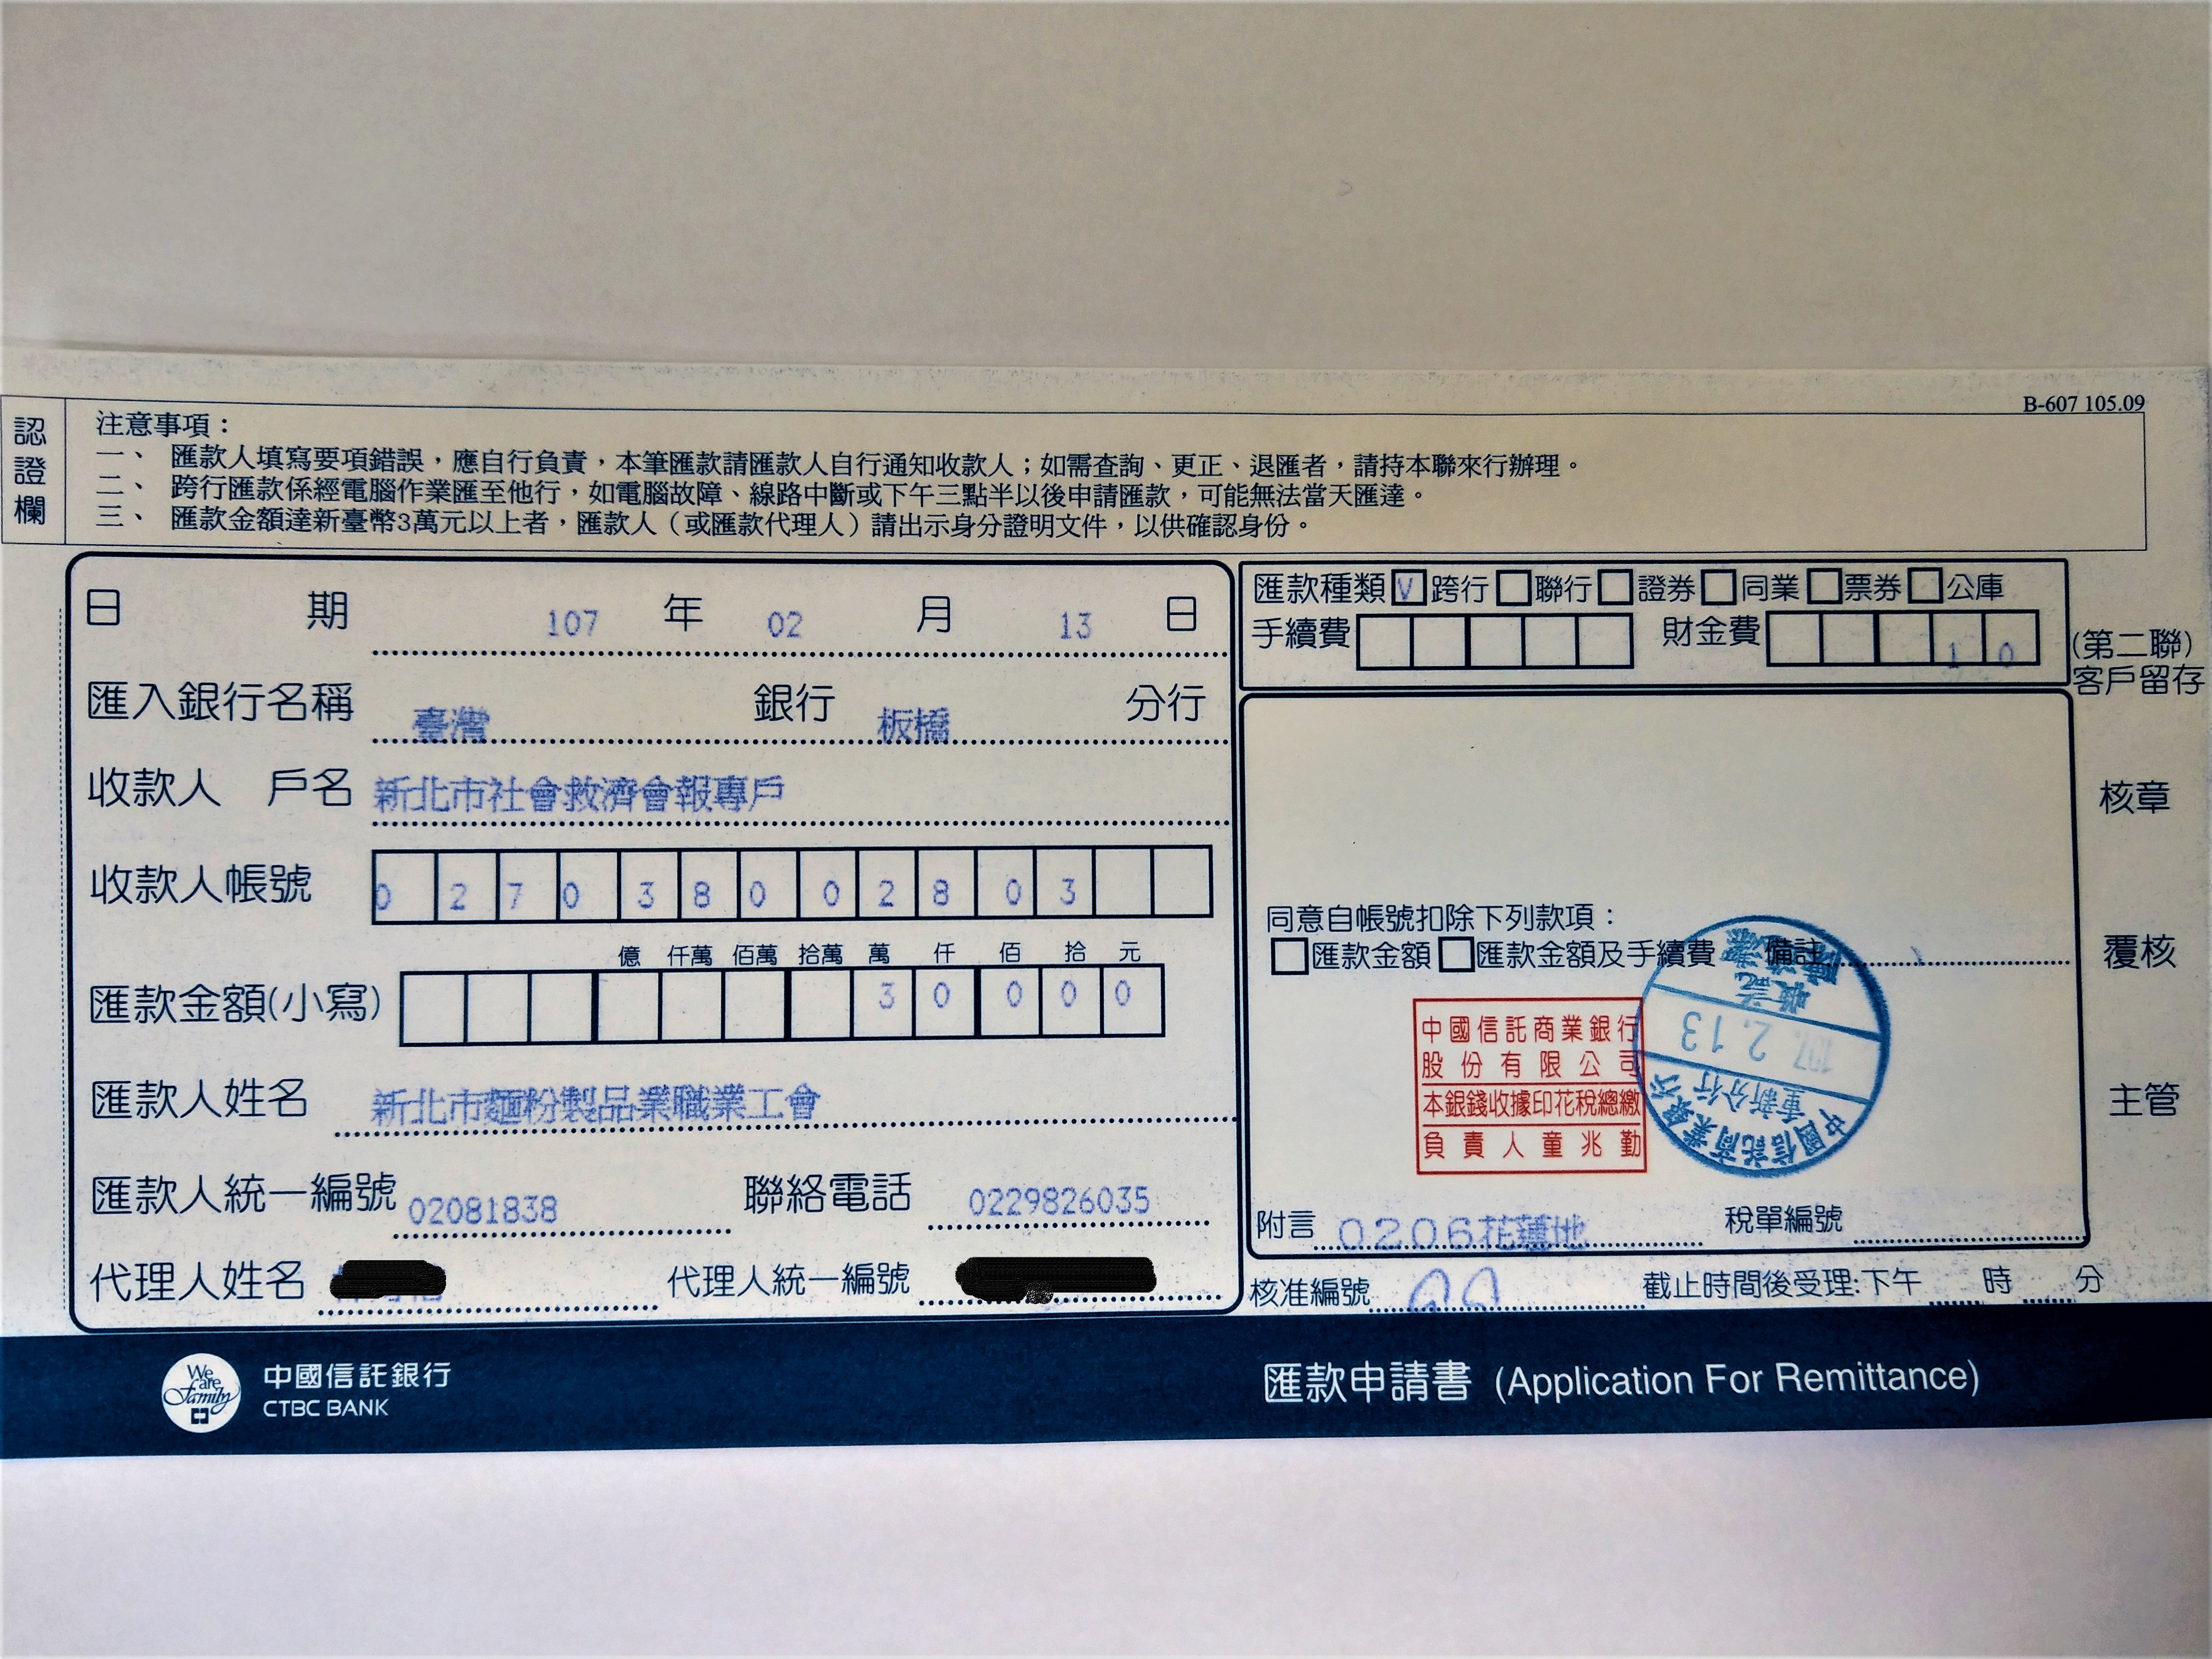 B-607 105.09
認證欄
注意事項：
一、 匯款人填寫要項錯誤，應自行負責，本筆匯款請匯款人自行通知收款人；如需查詢、更正、退匯者，請持本聯來行辦理。
二、 跨行匯款係經電腦作業匯至他行，如電腦故障、線路中斷或下午三點半以後申請匯款，可能無法當天匯達。
三、 匯款金額達新臺幣3萬元以上者，匯款人（或匯款代理人）請出示身分證明文件，以供確認身份。
日 期 107 年 02 月 13 日
匯入銀行名稱 臺灣 銀行 板橋 分行
收款人 戶名 新北市社會救濟會報專戶
收款人帳號 0 2 7 0 3 8 0 0 2 8 0 3
億 仟萬 佰萬 拾萬 萬 仟 佰 拾 元
匯款金額(小寫) 3 0 0 0 0
匯款人姓名 新北市麵粉製品業職業工會
匯款人統一編號 02081838 聯絡電話 0229826035
代理人姓名 代理人統一編號
匯款種類 V 跨行 聯行 證券 同業 票券 公庫
手續費 財金費 1 0
(第二聯)
客戶留存
核章
覆核
主管
同意自帳號扣除下列款項：
匯款金額 匯款金額及手續費 備註
中國信託商業銀行
股份有限公司
本銀錢收據印花稅總繳
負責人童兆勤
中國信託商業銀行
重新分行
107. 2. 13
收訖
附言 0206花蓮地 稅單編號
核准編號 截止時間後受理:下午 時 分
We are Family
中國信託銀行
CTBC BANK
匯款申請書 (Application For Remittance)